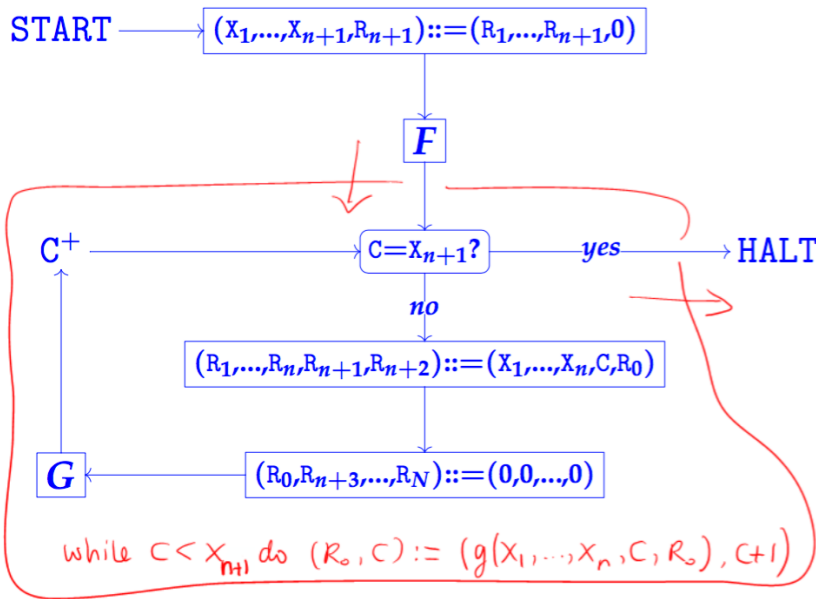 START
(X₁,...,Xₙ₊₁,Rₙ₊₁)::=(R₁,...,Rₙ₊₁,0)
F
C⁺
C=Xₙ₊₁?
yes
HALT
no
(R₁,...,Rₙ,Rₙ₊₁,Rₙ₊₂)::=(X₁,...,Xₙ,C,R₀)
G
(R₀,Rₙ₊₃,...,R_N)::=(0,0,...,0)
while C < Xₙ₊₁ do (R₀, C) := (g(X₁,...,Xₙ, C, R₀), C+1)